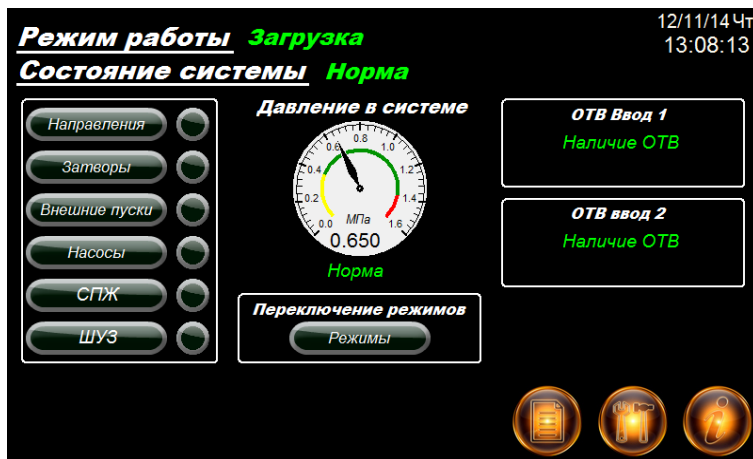 Режим работы Загрузка
12/11/14 Чт
13:08:13
Состояние системы Норма
Направления
Затворы
Внешние пуски
Насосы
СПЖ
ШУЗ
Давление в системе
0.0 0.2 0.4 0.6 0.8 1.0 1.2 1.4 1.6
МПа
0.650
Норма
Переключение режимов
Режимы
ОТВ Ввод 1
Наличие ОТВ
ОТВ ввод 2
Наличие ОТВ
i